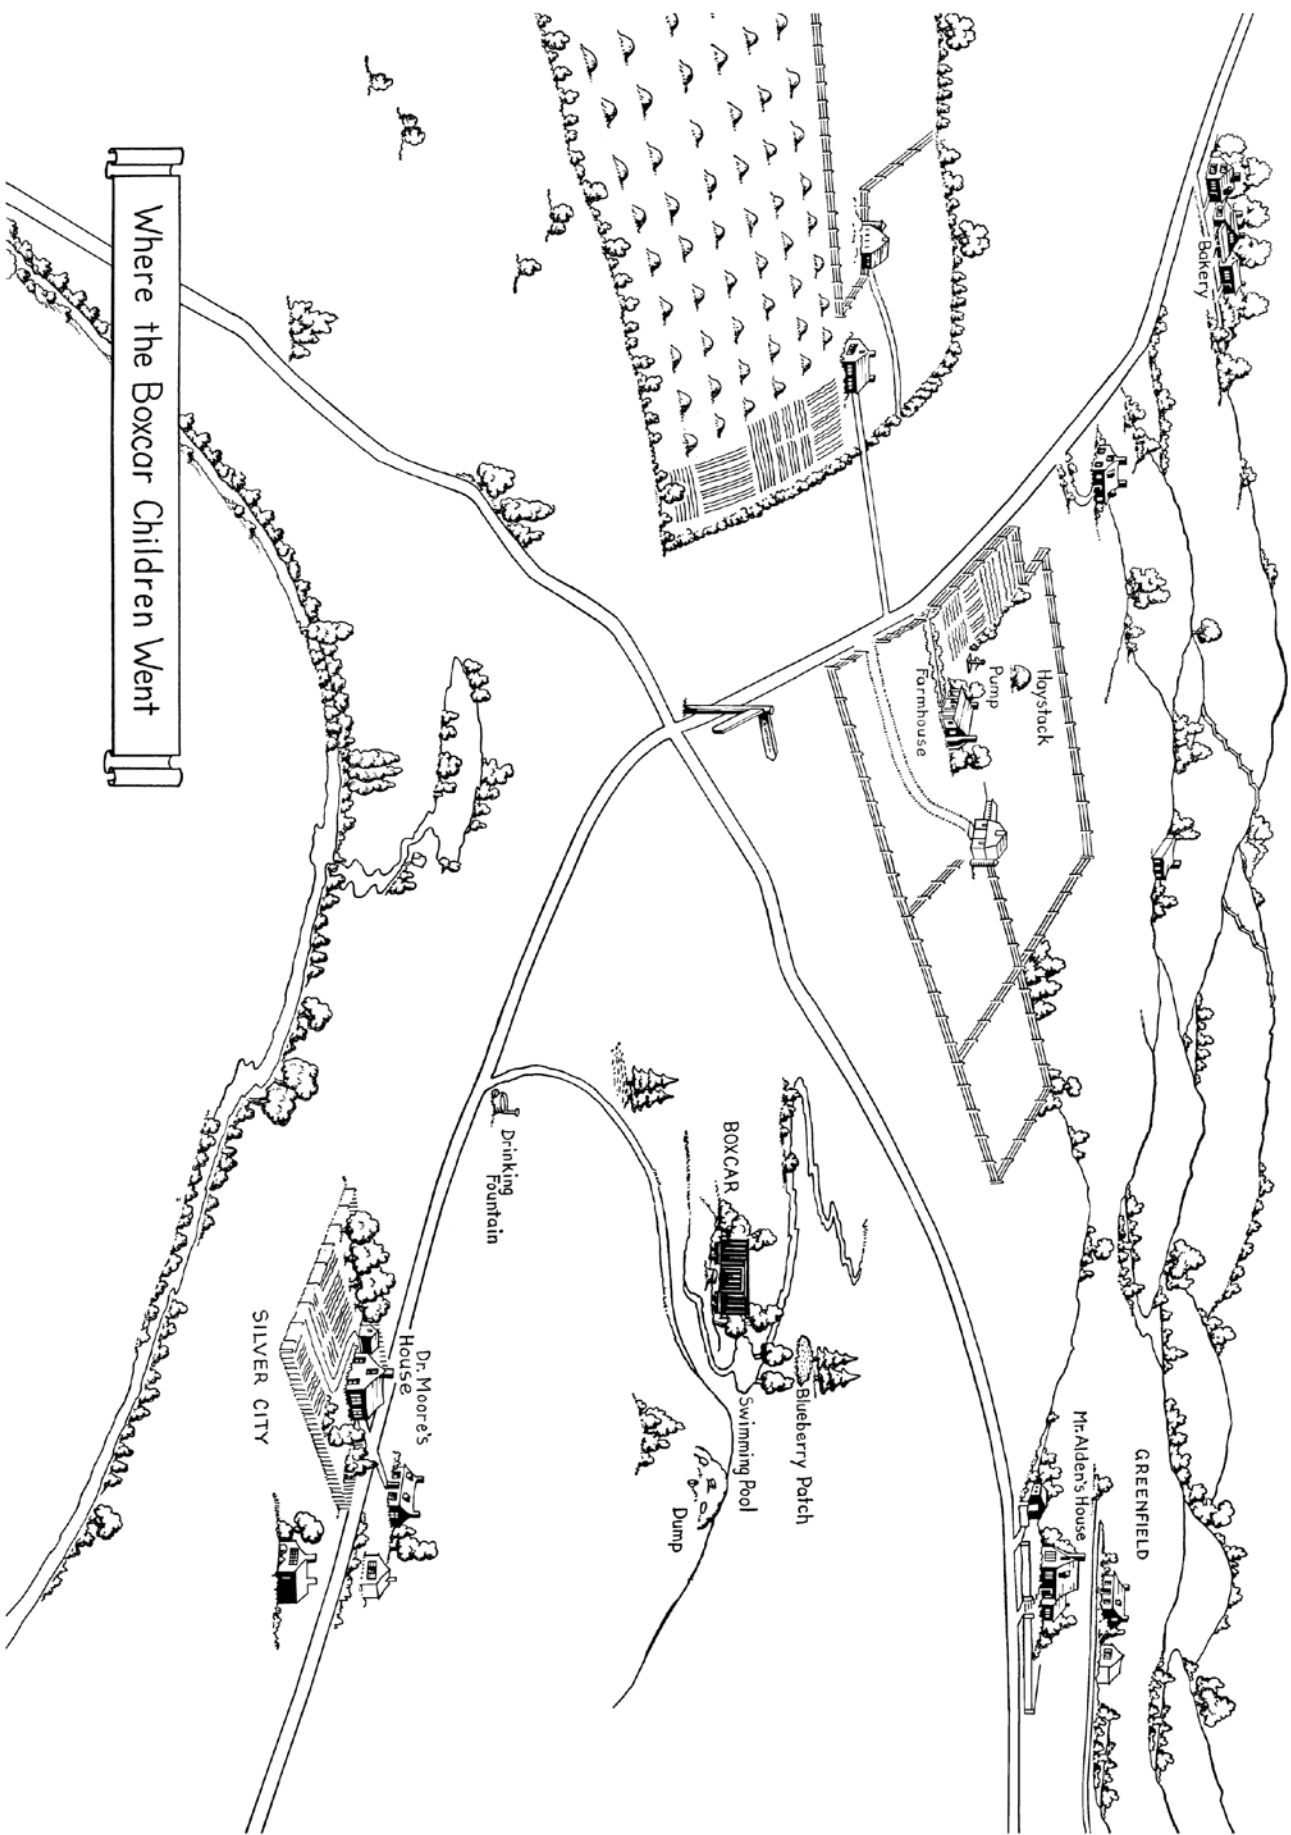 Bakery
GREENFIELD
Mr. Alden's House
Haystack
Pump
Farmhouse
Blueberry Patch
Swimming Pool
BOXCAR
Dump
Drinking
Fountain
Dr. Moore's
House
SILVER CITY
Where the Boxcar Children Went